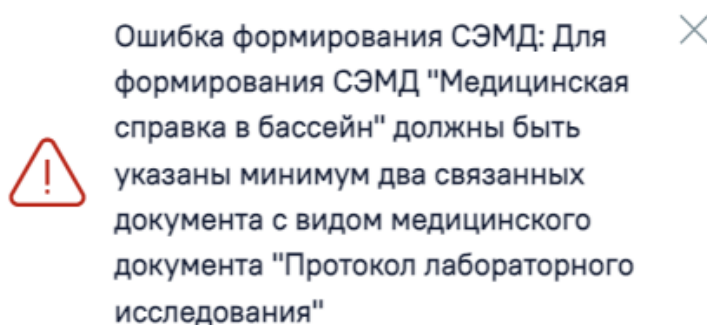 Ошибка формирования СЭМД: Для
формирования СЭМД "Медицинская
справка в бассейн" должны быть
указаны минимум два связанных
документа с видом медицинского
документа "Протокол лабораторного
исследования"